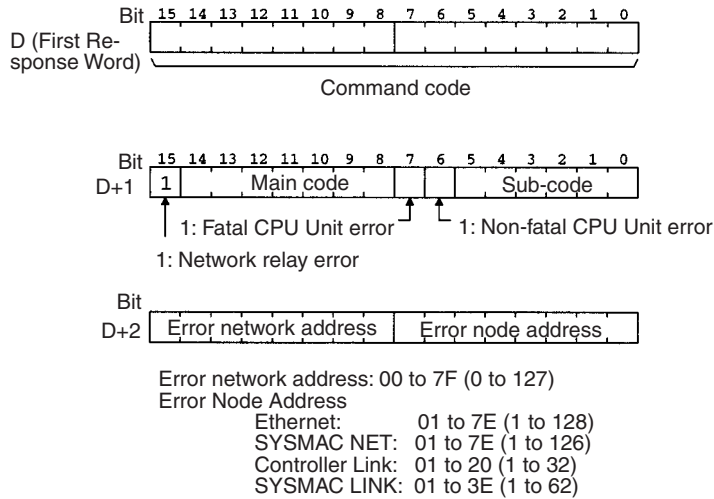 Bit 15 14 13 12 11 10 9 8 7 6 5 4 3 2 1 0
D (First Re-
sponse Word)
Command code
Bit 15 14 13 12 11 10 9 8 7 6 5 4 3 2 1 0
D+1 1 Main code Sub-code
1: Fatal CPU Unit error 1: Non-fatal CPU Unit error
1: Network relay error
Bit
D+2 Error network address Error node address
Error network address: 00 to 7F (0 to 127)
Error Node Address
Ethernet: 01 to 7E (1 to 128)
SYSMAC NET: 01 to 7E (1 to 126)
Controller Link: 01 to 20 (1 to 32)
SYSMAC LINK: 01 to 3E (1 to 62)